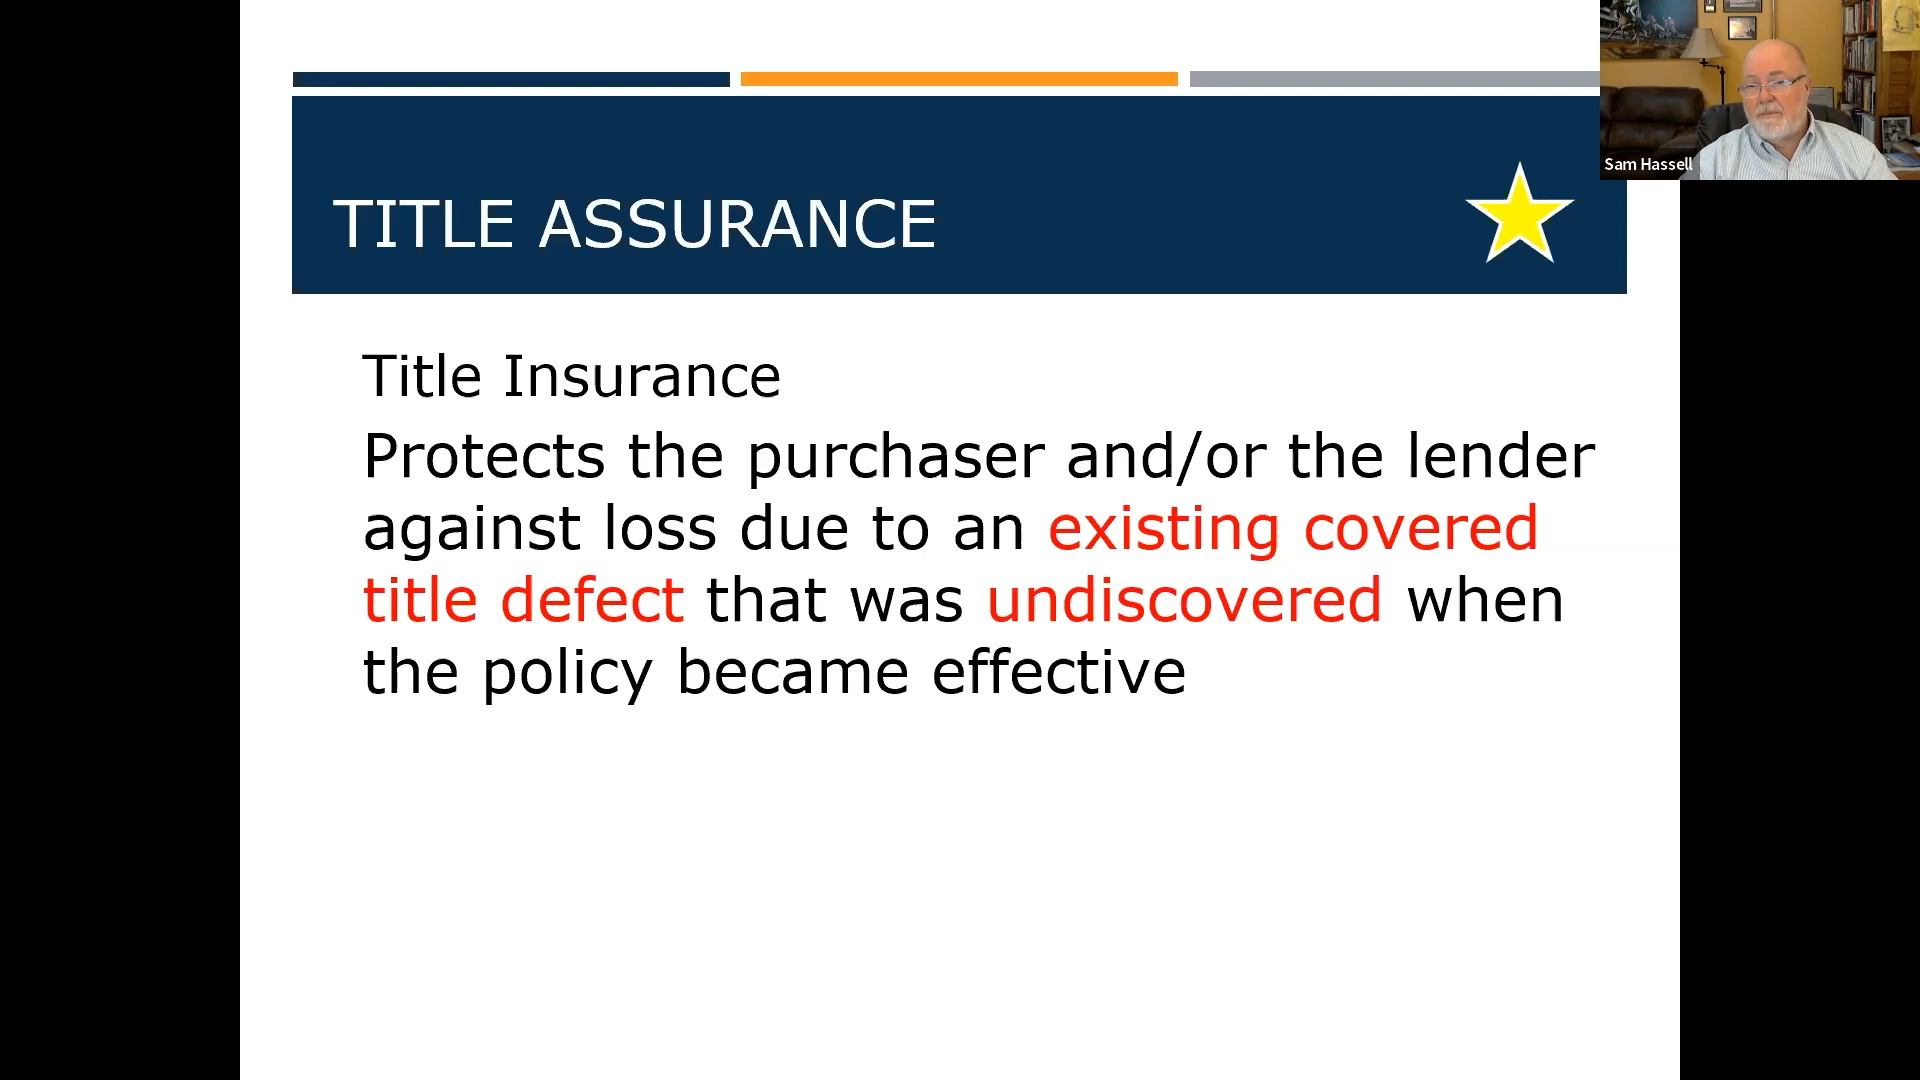 TITLE ASSURANCE
Sam Hassell
Title Insurance
Protects the purchaser and/or the lender
against loss due to an existing covered
title defect that was undiscovered when
the policy became effective